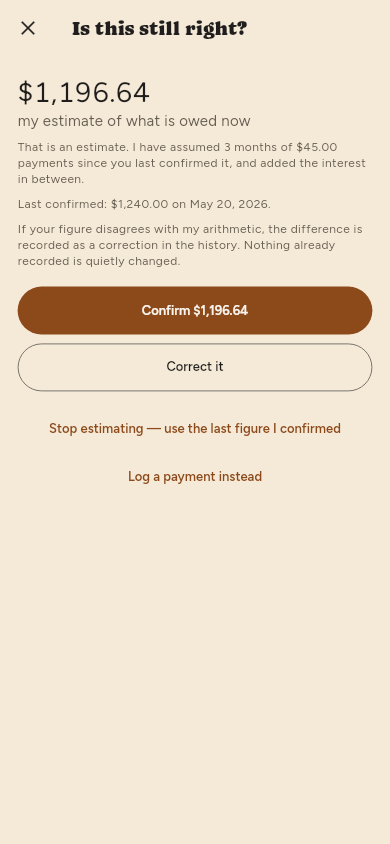 Is this still right?
$1,196.64
my estimate of what is owed now
That is an estimate. I have assumed 3 months of $45.00
payments since you last confirmed it, and added the interest
in between.
Last confirmed: $1,240.00 on May 20, 2026.
If your figure disagrees with my arithmetic, the difference is
recorded as a correction in the history. Nothing already
recorded is quietly changed.
Confirm $1,196.64
Correct it
Stop estimating — use the last figure I confirmed
Log a payment instead